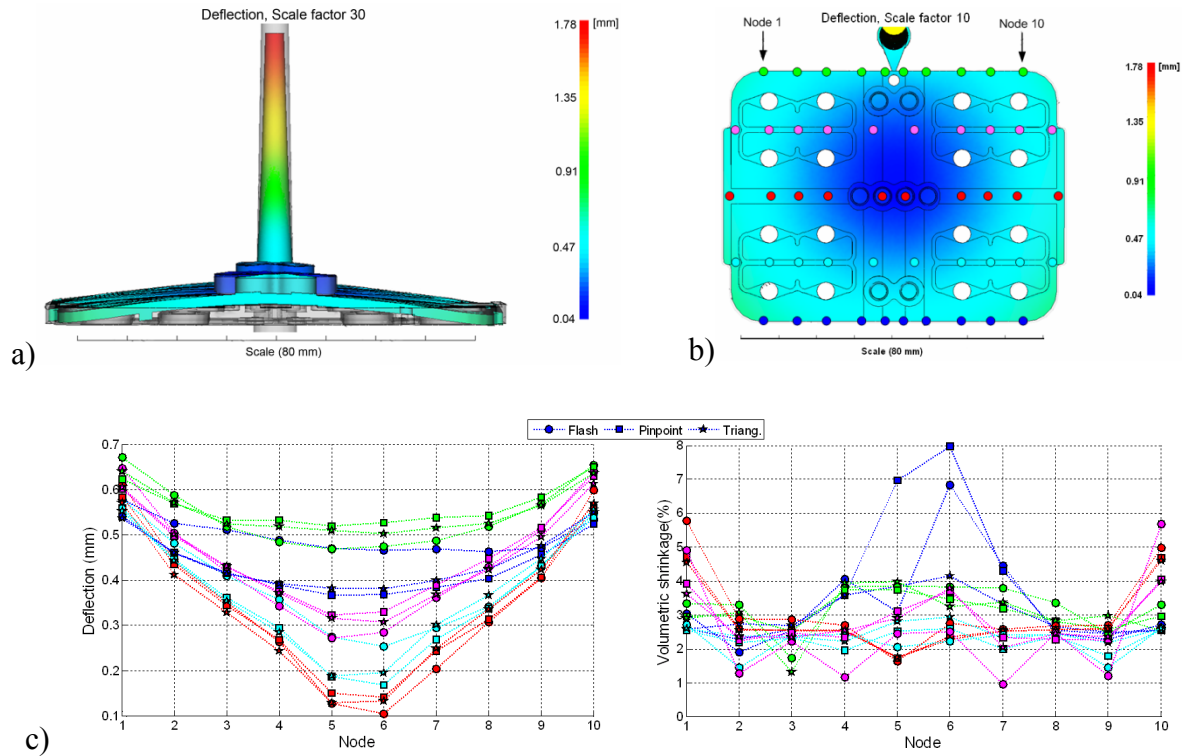 Deflection, Scale factor 30
1.78 [mm]
1.35
0.91
0.47
0.04
Scale (80 mm)
a)
Node 1
Deflection, Scale factor 10
Node 10
1.78 [mm]
1.35
0.91
0.47
0.04
Scale (80 mm)
b)
Flash Pinpoint Triang.
0.7
0.6
0.5
0.4
0.3
0.2
0.1
Deflection (mm)
1 2 3 4 5 6 7 8 9 10
Node
8
7
6
5
4
3
2
1
0
Volumetric shrinkage(%)
1 2 3 4 5 6 7 8 9 10
Node
c)